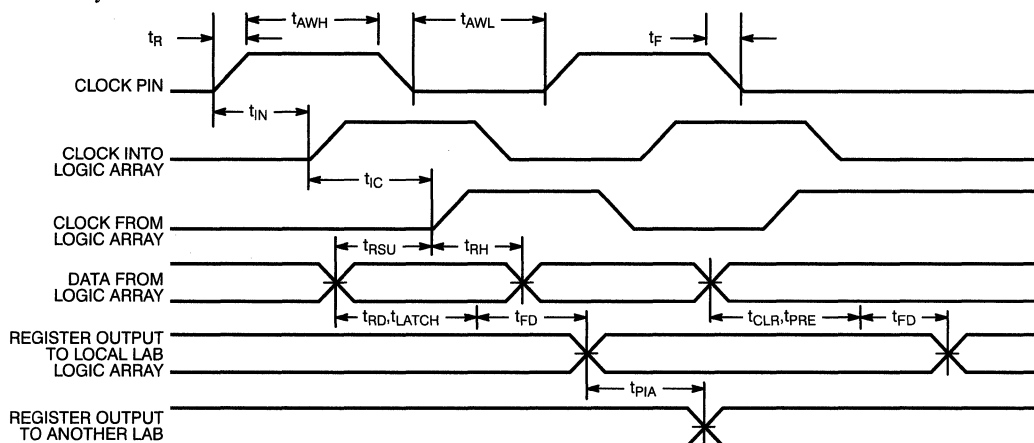 tAWH
tAWL
tR
tF
CLOCK PIN
tIN
CLOCK INTO
LOGIC ARRAY
tIC
CLOCK FROM
LOGIC ARRAY
tRSU
tRH
DATA FROM
LOGIC ARRAY
tRD,tLATCH
tFD
tCLR,tPRE
tFD
REGISTER OUTPUT
TO LOCAL LAB
LOGIC ARRAY
tPIA
REGISTER OUTPUT
TO ANOTHER LAB